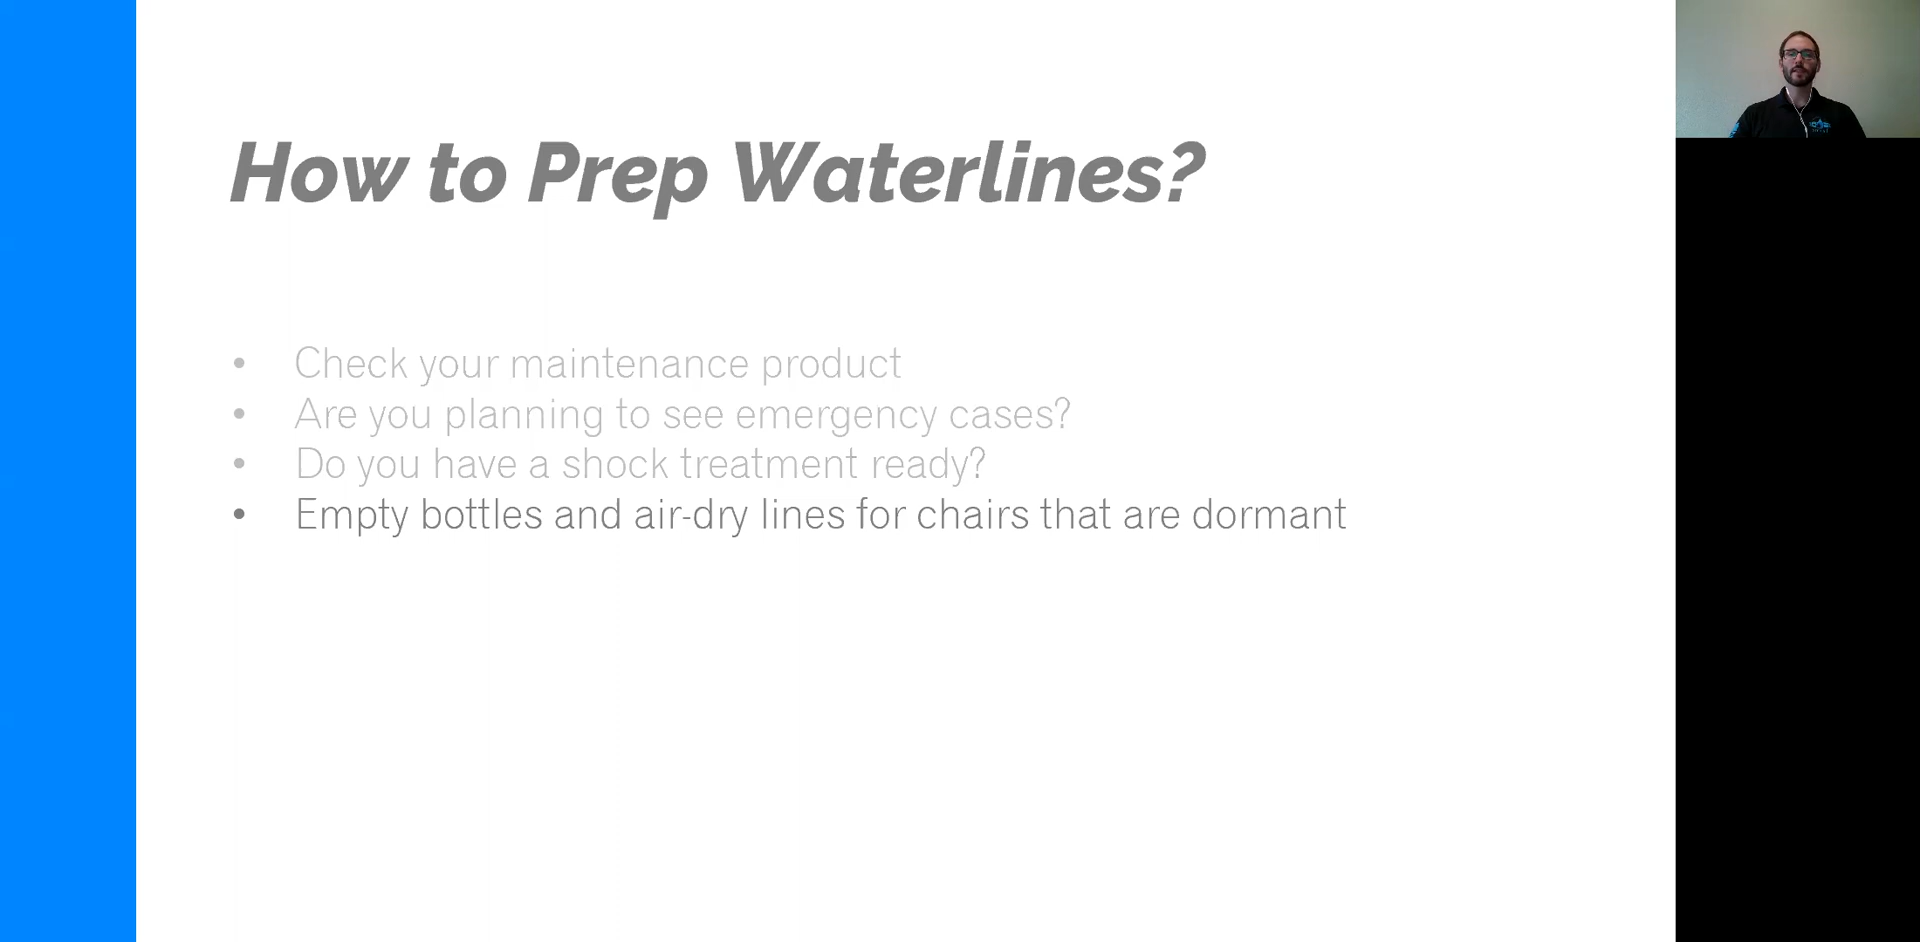 How to Prep Waterlines?
• Check your maintenance product
• Are you planning to see emergency cases?
• Do you have a shock treatment ready?
• Empty bottles and air-dry lines for chairs that are dormant